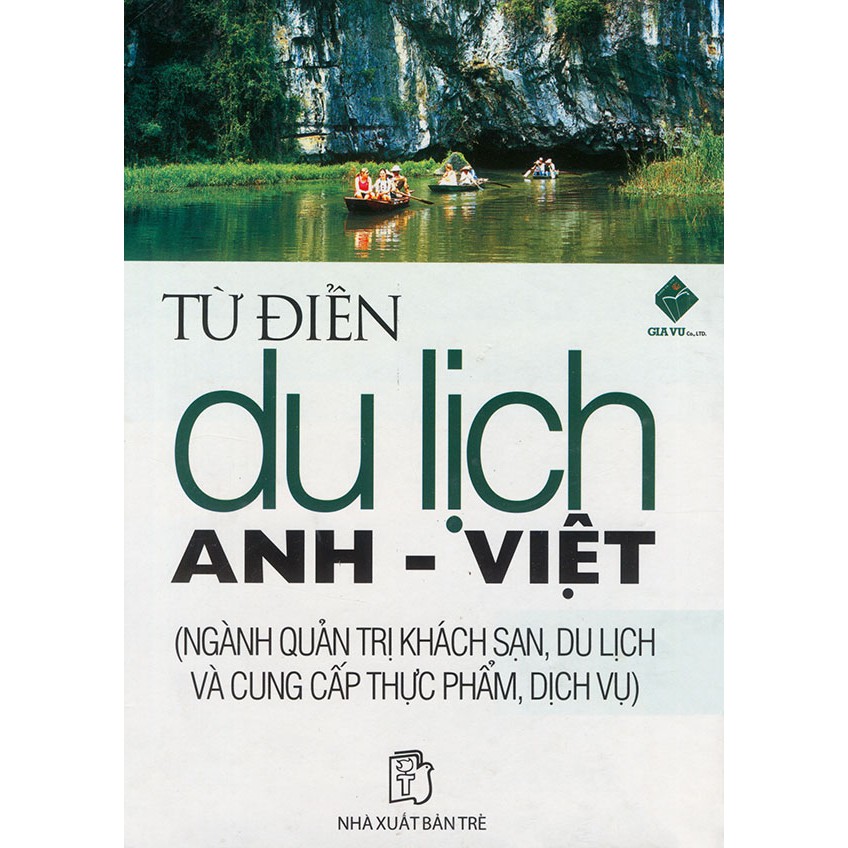 TỪ ĐIỂN
GIA VU Co., LTD.
du lịch
ANH - VIỆT
(NGÀNH QUẢN TRỊ KHÁCH SẠN, DU LỊCH
VÀ CUNG CẤP THỰC PHẨM, DỊCH VỤ)
T
NHÀ XUẤT BẢN TRẺ